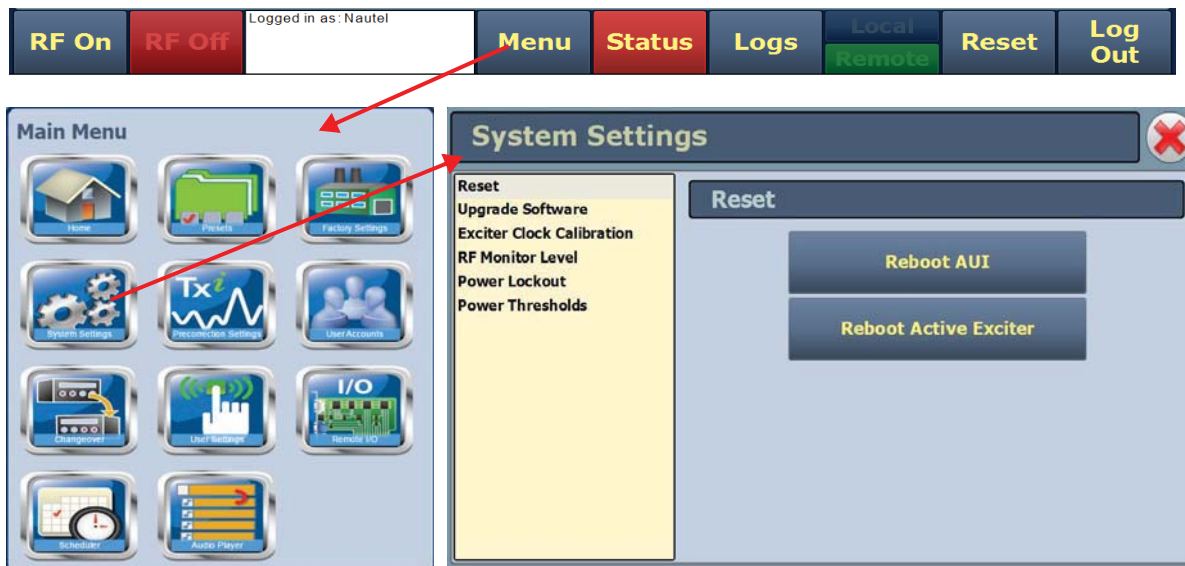 Logged in as: Nautel
RF On
RF Off
Menu
Status
Logs
Local
Remote
Reset
Log
Out
Main Menu
Home
Presets
Factory Settings
System Settings
Txi
Precorrection Settings
User Accounts
Changeover
User Settings
I/O
Remote I/O
Scheduler
Audio Player
System Settings
Reset
Upgrade Software
Exciter Clock Calibration
RF Monitor Level
Power Lockout
Power Thresholds
Reset
Reboot AUI
Reboot Active Exciter